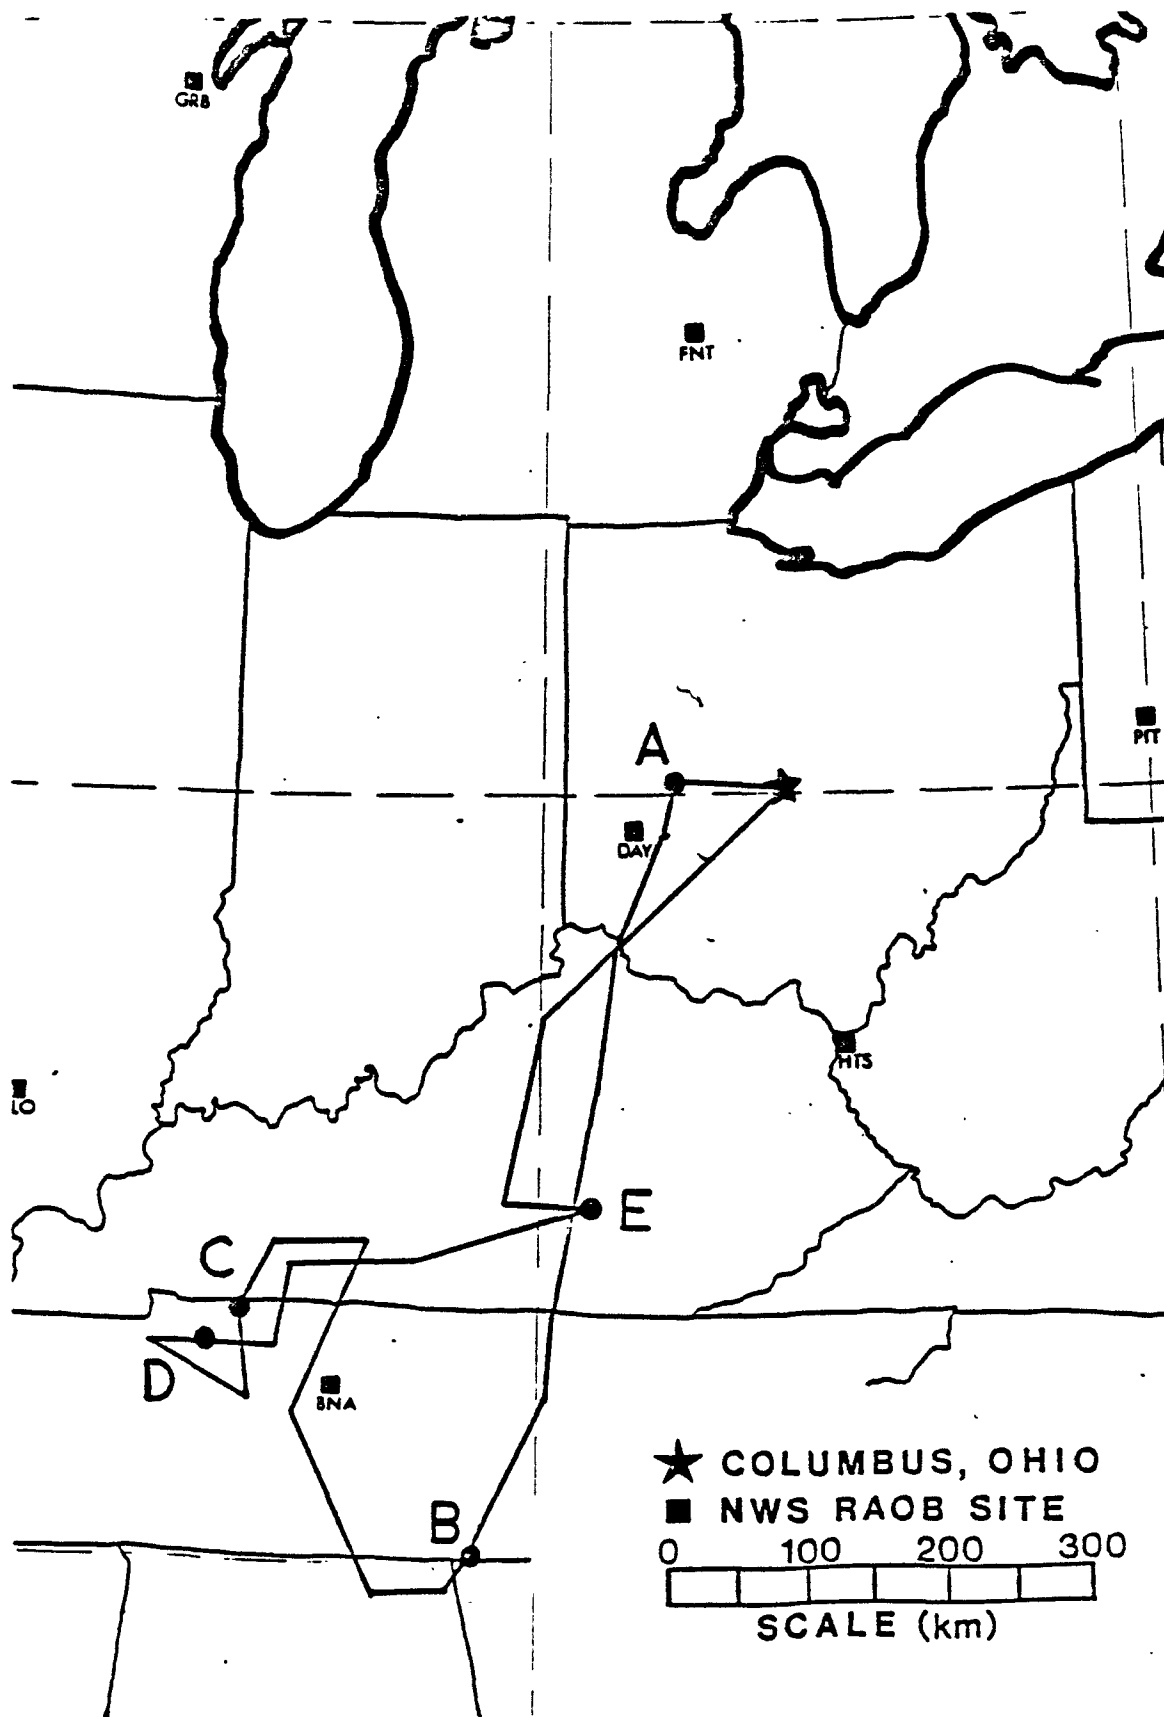 GRB
FNT
A
PIT
DAY
HTS
LO
E
C
D
BNA
B
COLUMBUS, OHIO
NWS RAOB SITE
0 100 200 300
SCALE (km)